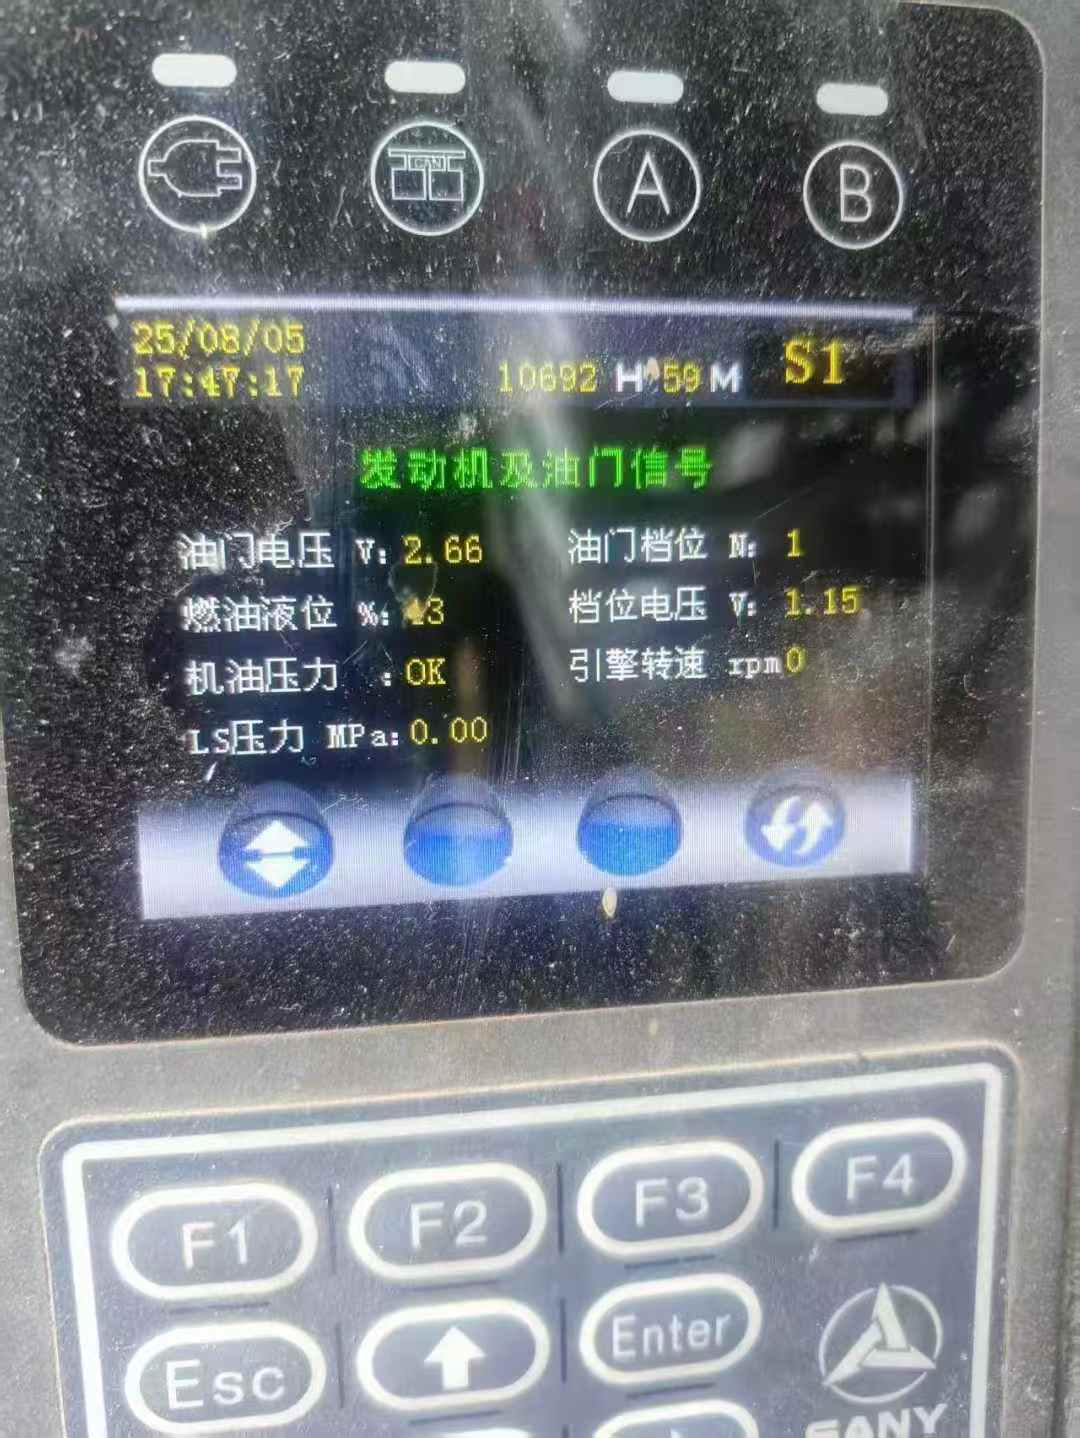 CAN
A
B
25/08/05
17:47:17
10692 H 59 M
S1
发动机及油门信号
油门电压 V: 2.66
油门档位 N: 1
燃油液位 %: 43
档位电压 V: 1.15
机油压力 : OK
引擎转速 rpm 0
LS压力 MPa: 0.00
F1
F2
F3
F4
Esc
Enter
SANY